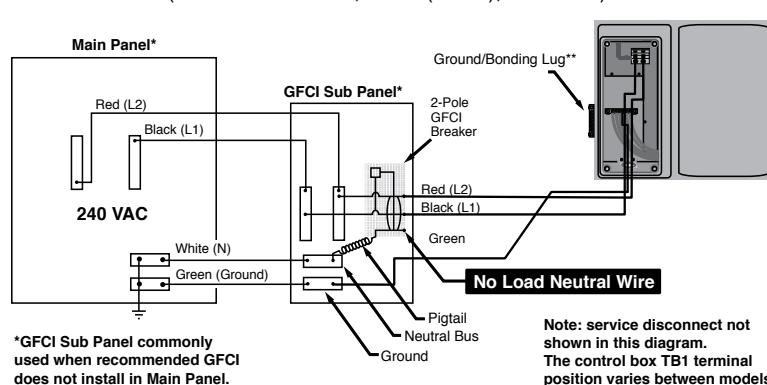 Main Panel*
Ground/Bonding Lug**
GFCI Sub Panel*
2-Pole
GFCI
Breaker
Red (L2)
Black (L1)
240 VAC
Red (L2)
Black (L1)
Green
White (N)
Green (Ground)
No Load Neutral Wire
Pigtail
Neutral Bus
Ground
*GFCI Sub Panel commonly
used when recommended GFCI
does not install in Main Panel.
Note: service disconnect not
shown in this diagram.
The control box TB1 terminal
position varies between models